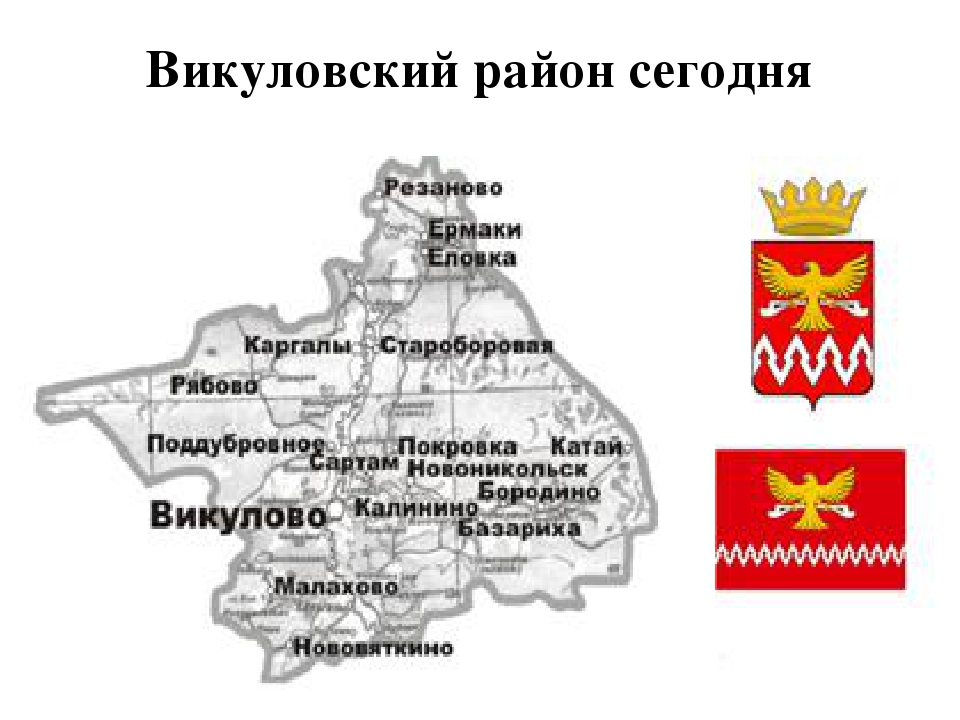 Викуловский район сегодня
Резаново
Ермаки
Еловка
Каргалы
Староборовая
Рябово
Поддубровное
Покровка
Катай
Сартам
Новоникольск
Бородино
Викулово
Калинино
Базариха
Малахово
Нововяткино